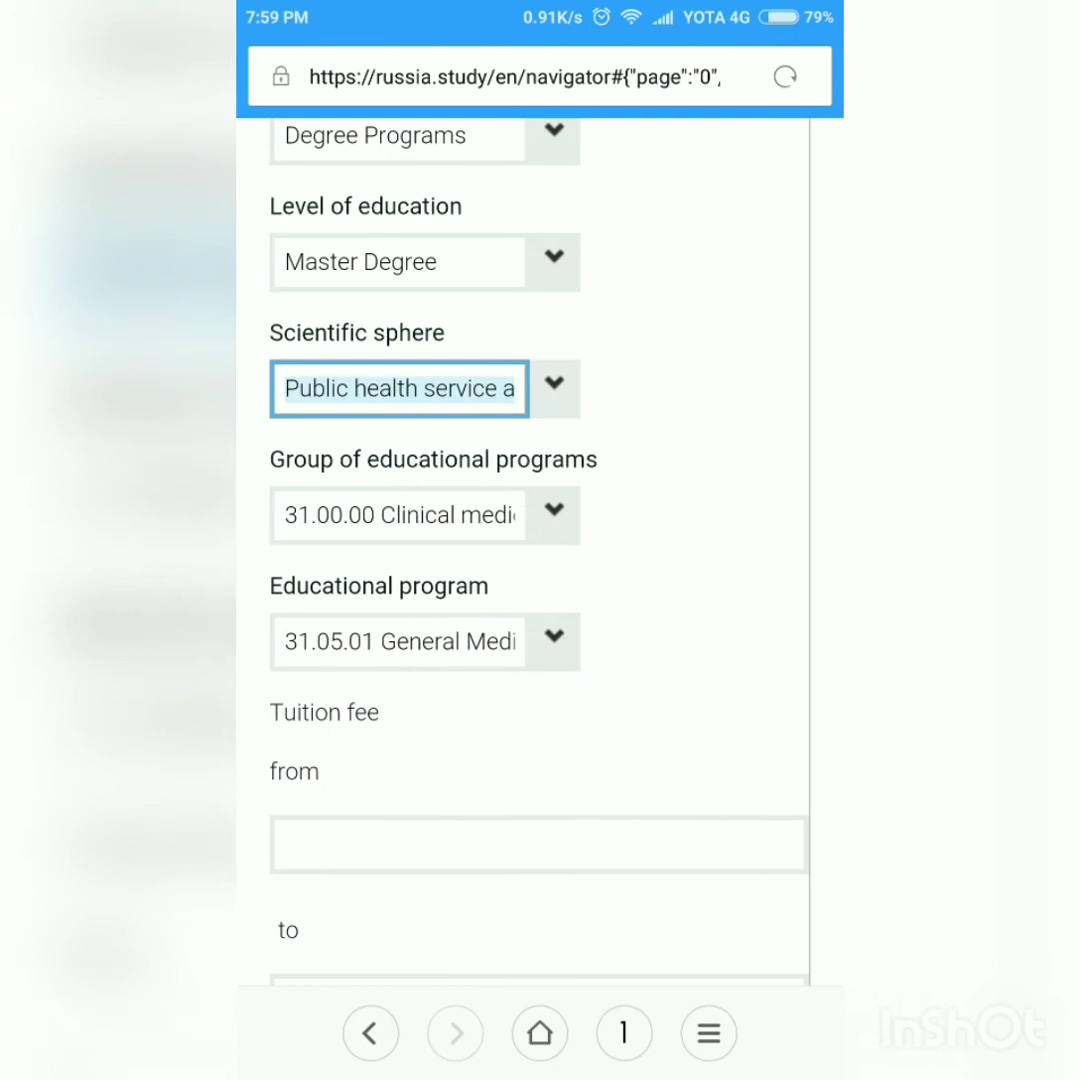 7:59 PM 0.91K/s YOTA 4G 79%
https://russia.study/en/navigator#{"page":"0",
Degree Programs
Level of education
Master Degree
Scientific sphere
Public health service a
Group of educational programs
31.00.00 Clinical medi
Educational program
31.05.01 General Medi
Tuition fee
from
to
1
InShOt